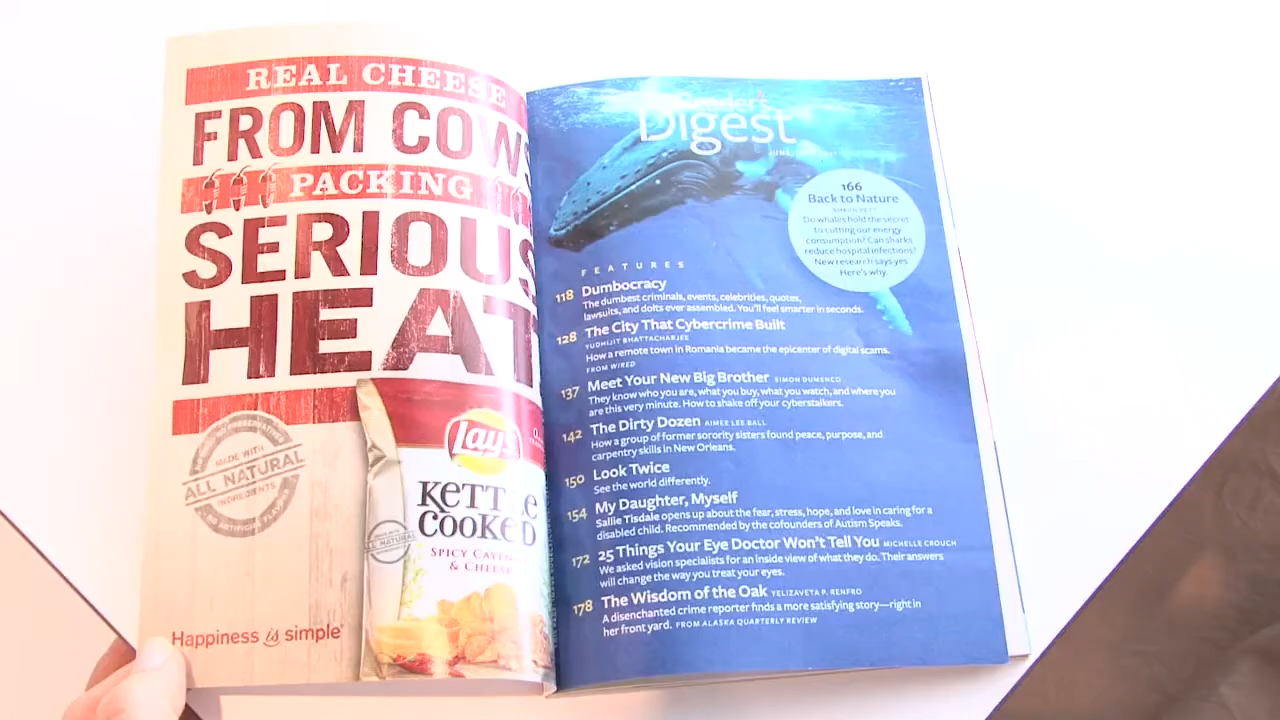 REAL CHEESE
FROM COWS
PACKING
SERIOUS
HEAT
MADE WITH
ALL NATURAL
INGREDIENTS
Lay's
KETTLE
COOKED
ALL NATURAL
SPICY
& CHEESE
Happiness is simple
Reader's
Digest
166
Back to Nature
Do whales hold the secret
to cutting our energy
consumption? Can sharks
reduce hospital infections?
New research says yes.
Here's why.
FEATURES
118 Dumbocracy
The dumbest criminals, events, celebrities, quotes,
lawsuits, and dolts ever assembled. You'll feel smarter in seconds.
128 The City That Cybercrime Built
YUDHIJIT BHATTACHARJEE
How a remote town in Romania became the epicenter of digital scams.
FROM WIRED
137 Meet Your New Big Brother SIMON DUMENCO
They know who you are, what you buy, what you watch, and where you
are this very minute. How to shake off your cyberstalkers.
142 The Dirty Dozen AIMEE LEE BALL
How a group of former sorority sisters found peace, purpose, and
carpentry skills in New Orleans.
150 Look Twice
See the world differently.
154 My Daughter, Myself
Sallie Tisdale opens up about the fear, stress, hope, and love in caring for a
disabled child. Recommended by the cofounders of Autism Speaks.
172 25 Things Your Eye Doctor Won't Tell You MICHELLE CROUCH
We asked vision specialists for an inside view of what they do. Their answers
will change the way you treat your eyes.
178 The Wisdom of the Oak YELIZAVETA P. RENFRO
A disenchanted crime reporter finds a more satisfying story—right in
her front yard. FROM ALASKA QUARTERLY REVIEW